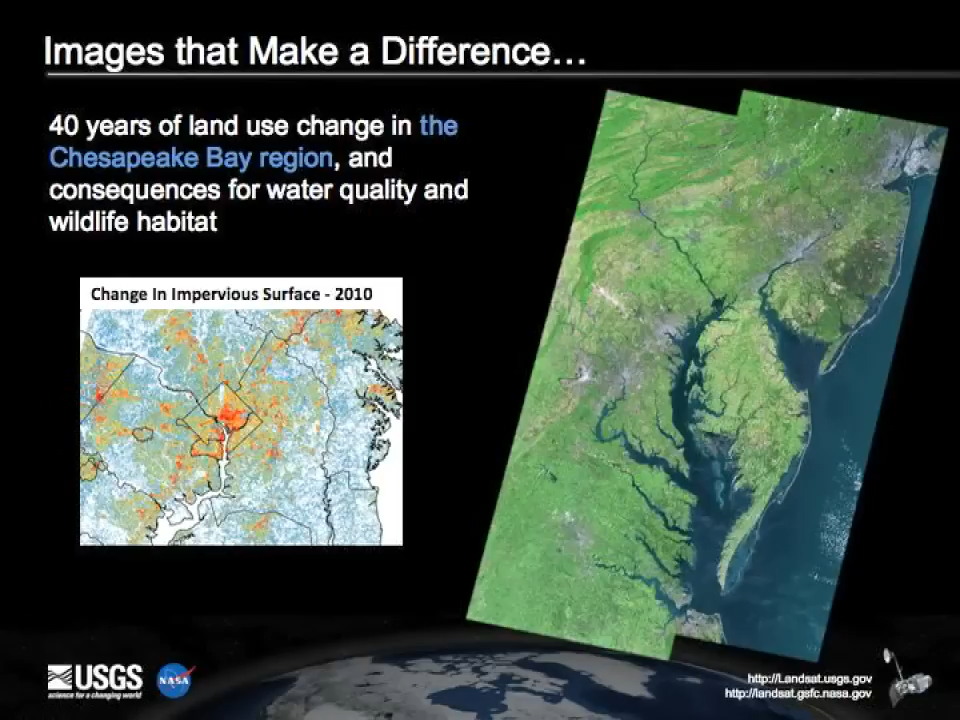 Images that Make a Difference…
40 years of land use change in the
Chesapeake Bay region, and
consequences for water quality and
wildlife habitat
Change In Impervious Surface - 2010
USGS
science for a changing world
NASA
http://Landsat.usgs.gov
http://landsat.gsfc.nasa.gov